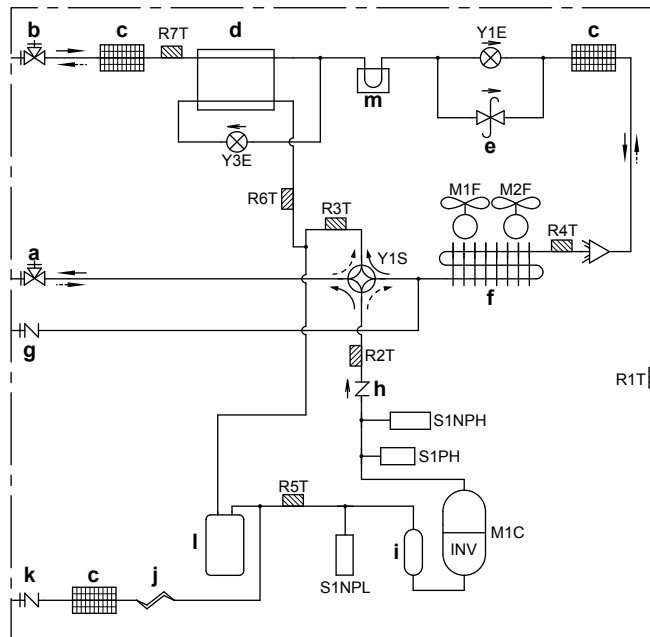 b
c
R7T
d
m
Y1E
c
e
Y3E
R6T
R3T
M1F
M2F
R4T
Y1S
a
f
g
R2T
R1T
h
S1NPH
S1PH
R5T
l
i
INV
M1C
S1NPL
k
c
j